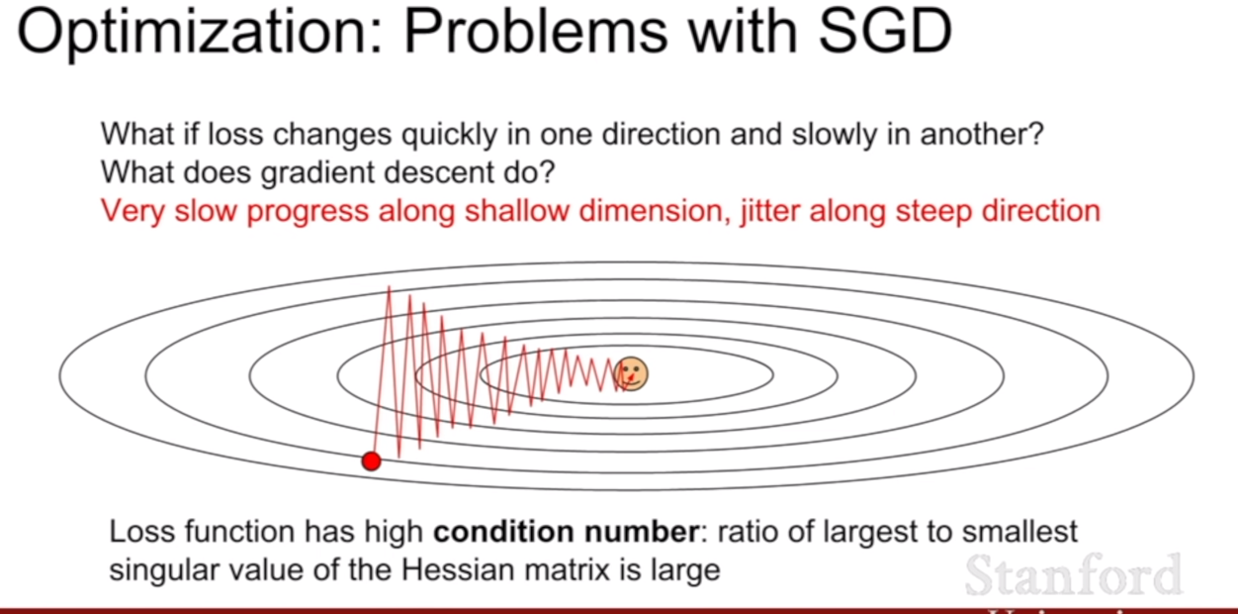 Optimization: Problems with SGD
What if loss changes quickly in one direction and slowly in another?
What does gradient descent do?
Very slow progress along shallow dimension, jitter along steep direction
Loss function has high condition number: ratio of largest to smallest
singular value of the Hessian matrix is large
Stanford